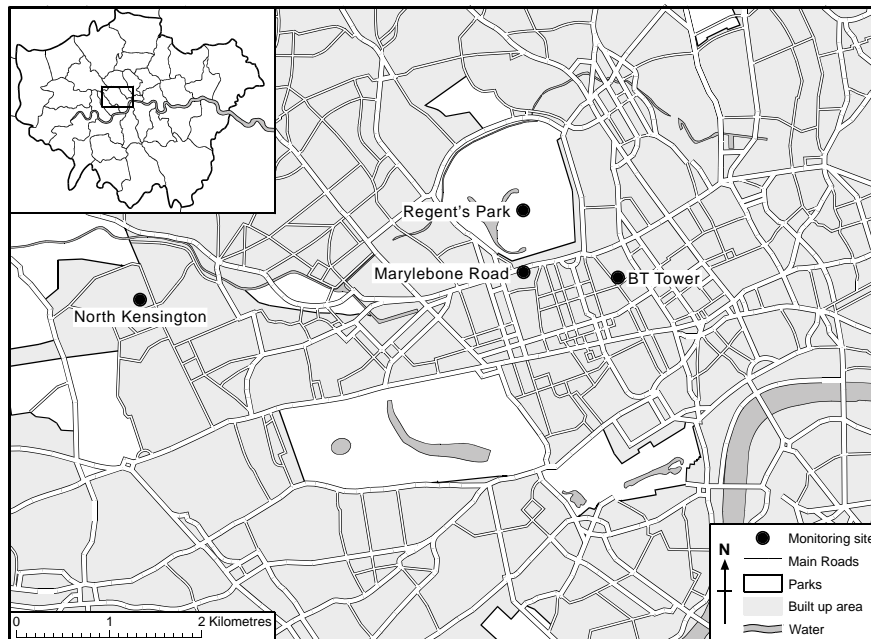 Regent's Park
Marylebone Road
BT Tower
North Kensington
N
Monitoring site
Main Roads
Parks
Built up area
Water
0 1 2 Kilometres